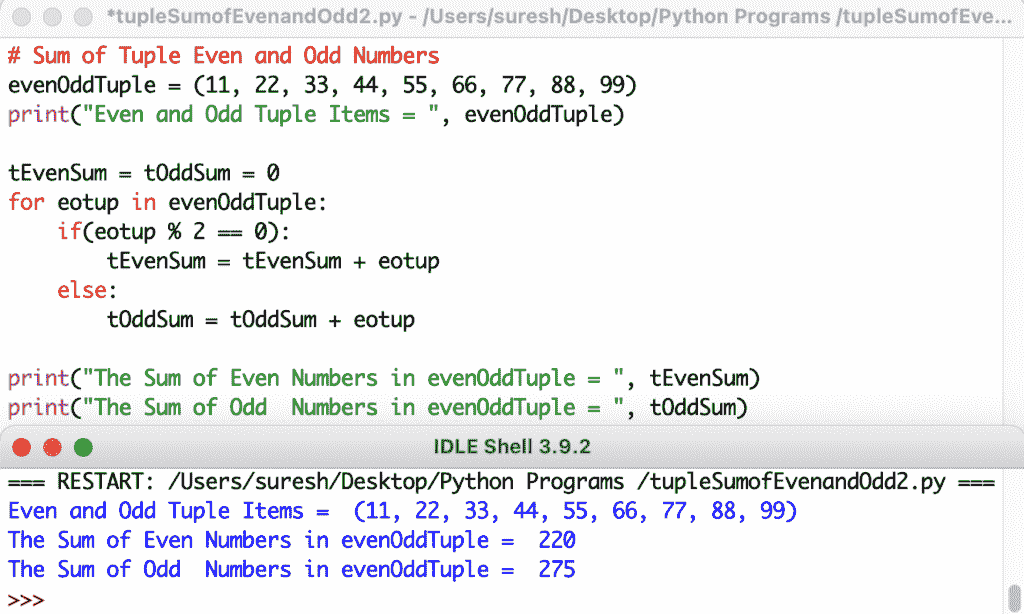 *tupleSumofEvenandOdd2.py - /Users/suresh/Desktop/Python Programs /tupleSumofEve...
# Sum of Tuple Even and Odd Numbers
evenOddTuple = (11, 22, 33, 44, 55, 66, 77, 88, 99)
print("Even and Odd Tuple Items = ", evenOddTuple)

tEvenSum = tOddSum = 0
for eotup in evenOddTuple:
    if(eotup % 2 == 0):
        tEvenSum = tEvenSum + eotup
    else:
        tOddSum = tOddSum + eotup

print("The Sum of Even Numbers in evenOddTuple = ", tEvenSum)
print("The Sum of Odd  Numbers in evenOddTuple = ", tOddSum)
IDLE Shell 3.9.2
=== RESTART: /Users/suresh/Desktop/Python Programs /tupleSumofEvenandOdd2.py ===
Even and Odd Tuple Items =  (11, 22, 33, 44, 55, 66, 77, 88, 99)
The Sum of Even Numbers in evenOddTuple =  220
The Sum of Odd  Numbers in evenOddTuple =  275
>>>